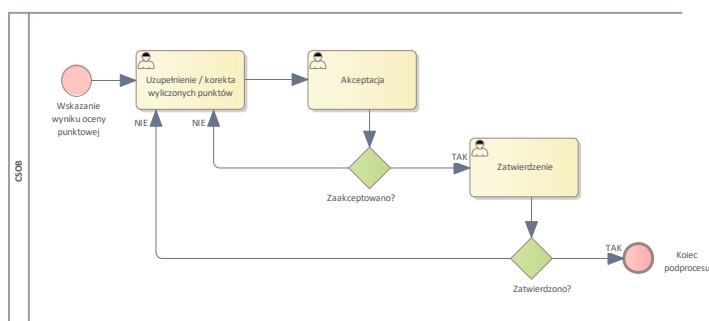 CSOB
Wskazanie
wyniku oceny
punktowej
Uzupełnienie / korekta
wyliczonych punktów
Akceptacja
NIE
NIE
Zaakceptowano?
TAK
Zatwierdzenie
Zatwierdzono?
TAK
Koiec
podprocesu